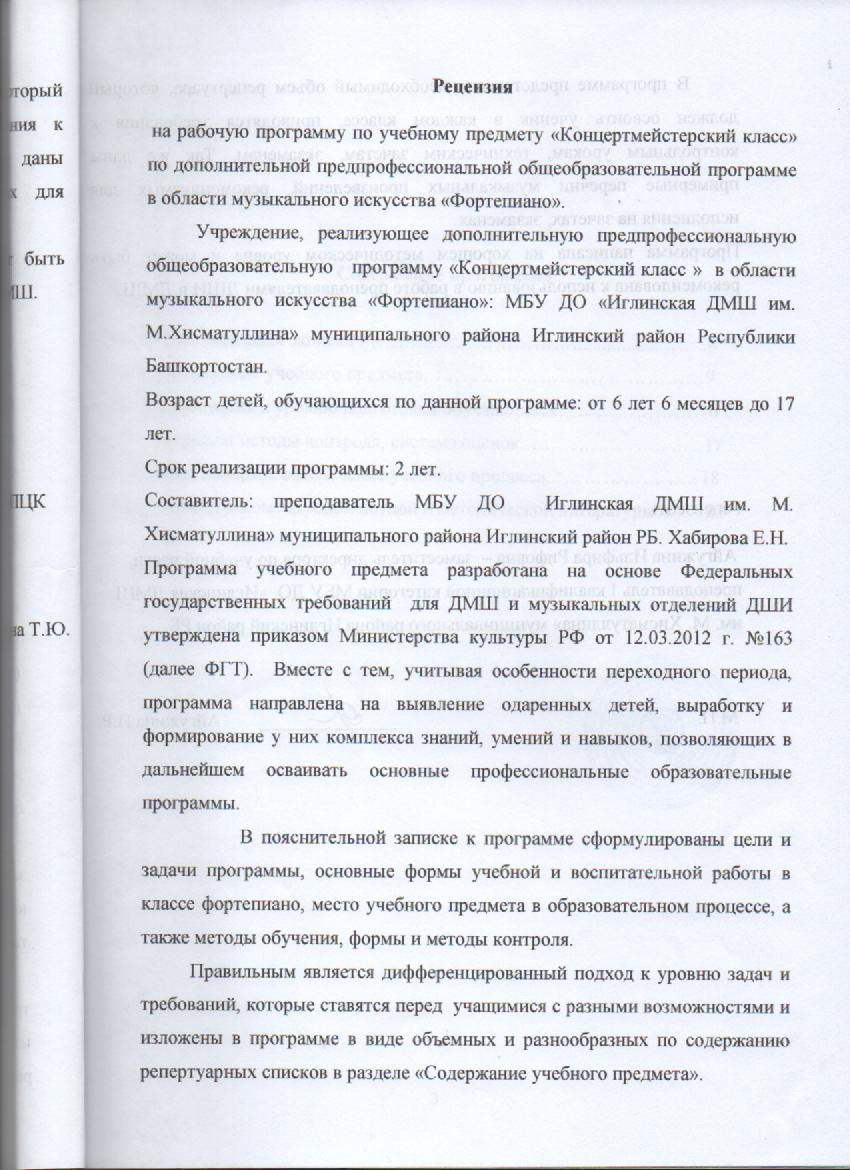 оторый
ния к
даны
х для
быть
МШ.
ПЦК
на Т.Ю.
Рецензия
на рабочую программу по учебному предмету «Концертмейстерский класс»
по дополнительной предпрофессиональной общеобразовательной программе
в области музыкального искусства «Фортепиано».
Учреждение, реализующее дополнительную предпрофессиональную
общеобразовательную программу «Концертмейстерский класс » в области
музыкального искусства «Фортепиано»: МБУ ДО «Иглинская ДМШ им.
М.Хисматуллина» муниципального района Иглинский район Республики
Башкортостан.
Возраст детей, обучающихся по данной программе: от 6 лет 6 месяцев до 17
лет.
Срок реализации программы: 2 лет.
Составитель: преподаватель МБУ ДО Иглинская ДМШ им. М.
Хисматуллина» муниципального района Иглинский район РБ. Хабирова Е.Н.
Программа учебного предмета разработана на основе Федеральных
государственных требований для ДМШ и музыкальных отделений ДШИ
утверждена приказом Министерства культуры РФ от 12.03.2012 г. №163
(далее ФГТ). Вместе с тем, учитывая особенности переходного периода,
программа направлена на выявление одаренных детей, выработку и
формирование у них комплекса знаний, умений и навыков, позволяющих в
дальнейшем осваивать основные профессиональные образовательные
программы.
В пояснительной записке к программе сформулированы цели и
задачи программы, основные формы учебной и воспитательной работы в
классе фортепиано, место учебного предмета в образовательном процессе, а
также методы обучения, формы и методы контроля.
Правильным является дифференцированный подход к уровню задач и
требований, которые ставятся перед учащимися с разными возможностями и
изложены в программе в виде объемных и разнообразных по содержанию
репертуарных списков в разделе «Содержание учебного предмета».